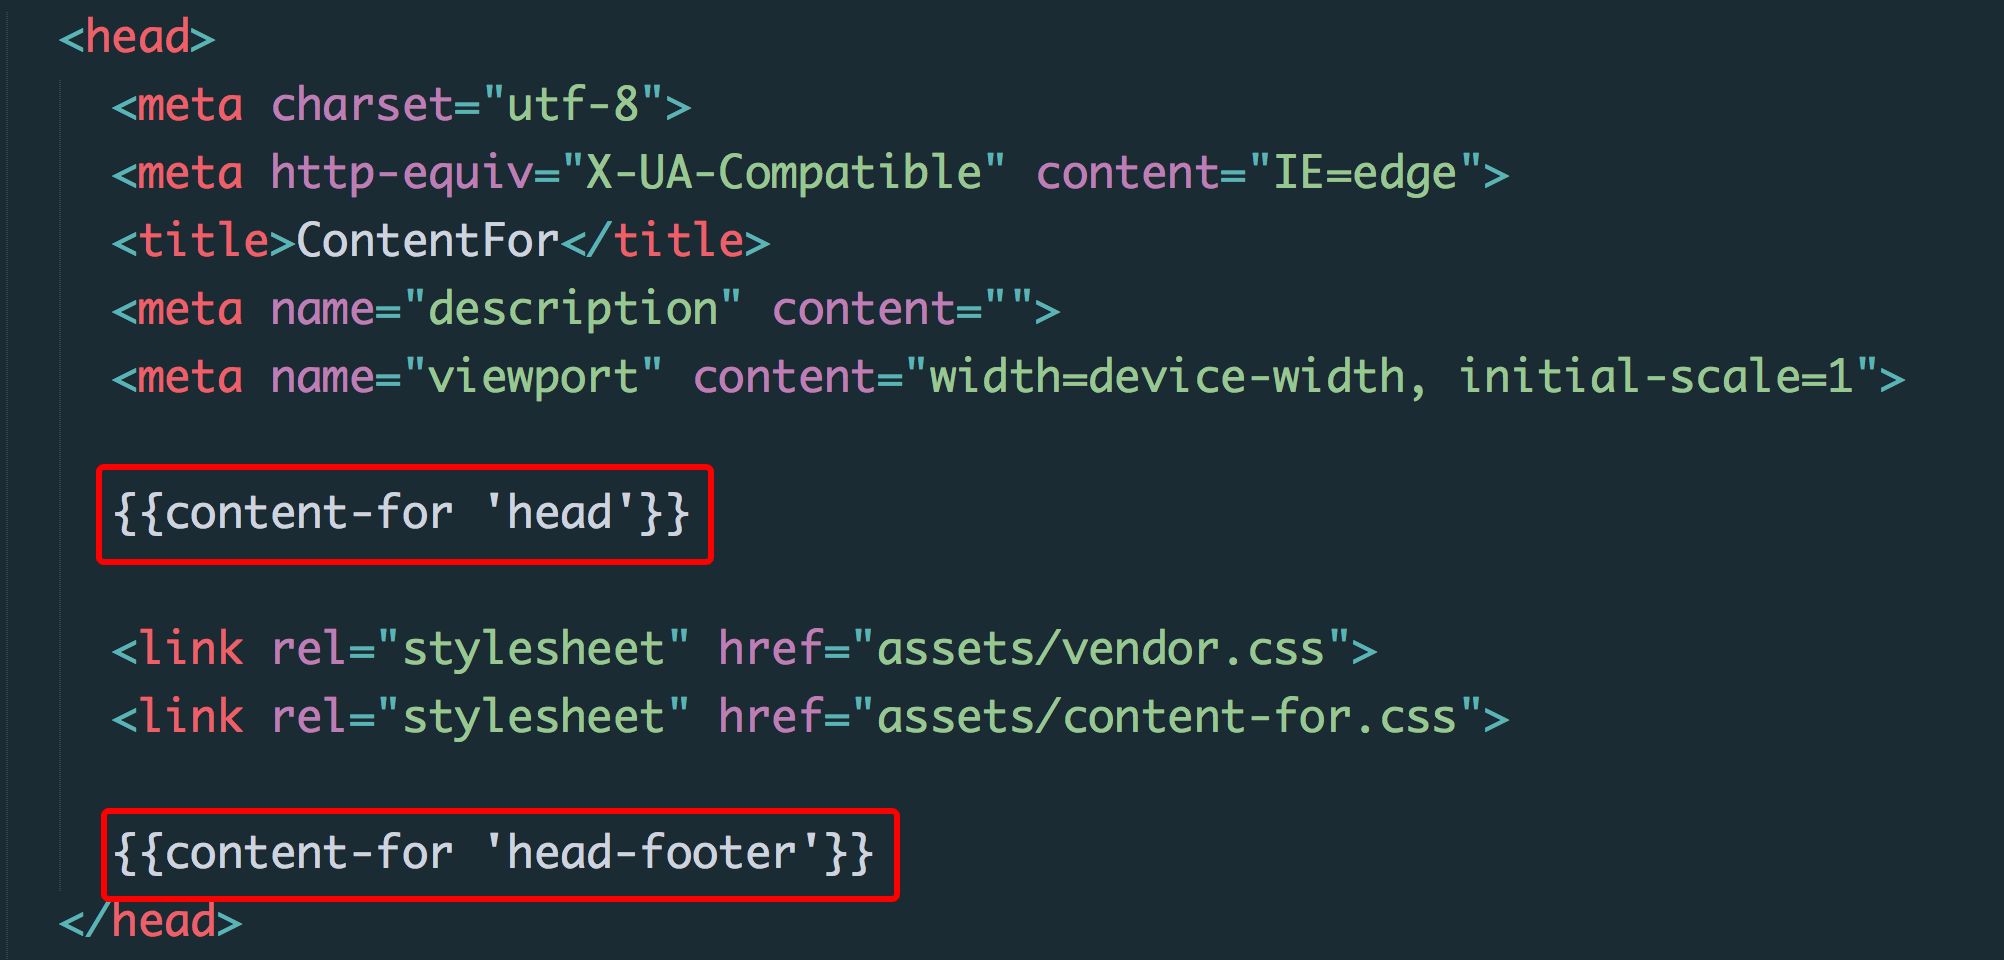 <head>
<meta charset="utf-8">
<meta http-equiv="X-UA-Compatible" content="IE=edge">
<title>ContentFor</title>
<meta name="description" content="">
<meta name="viewport" content="width=device-width, initial-scale=1">
{{content-for 'head'}}
<link rel="stylesheet" href="assets/vendor.css">
<link rel="stylesheet" href="assets/content-for.css">
{{content-for 'head-footer'}}
</head>